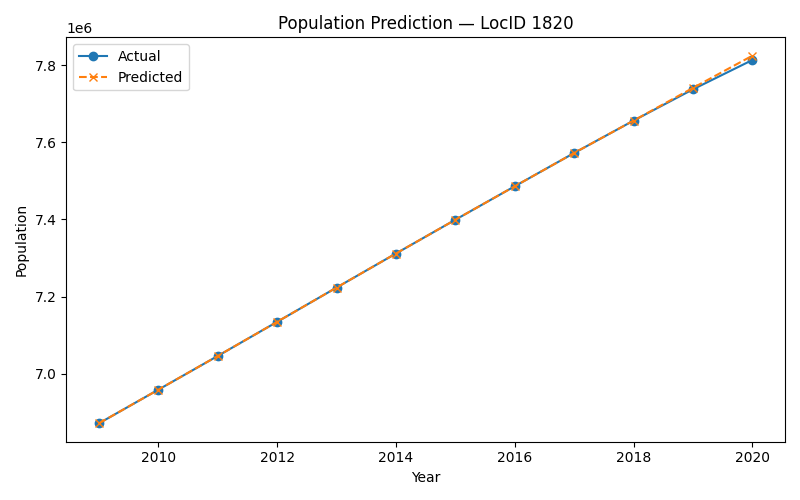 Population Prediction — LocID 1820
1e6
Actual
Predicted
7.8
7.6
7.4
7.2
7.0
Population
2010 2012 2014 2016 2018 2020
Year